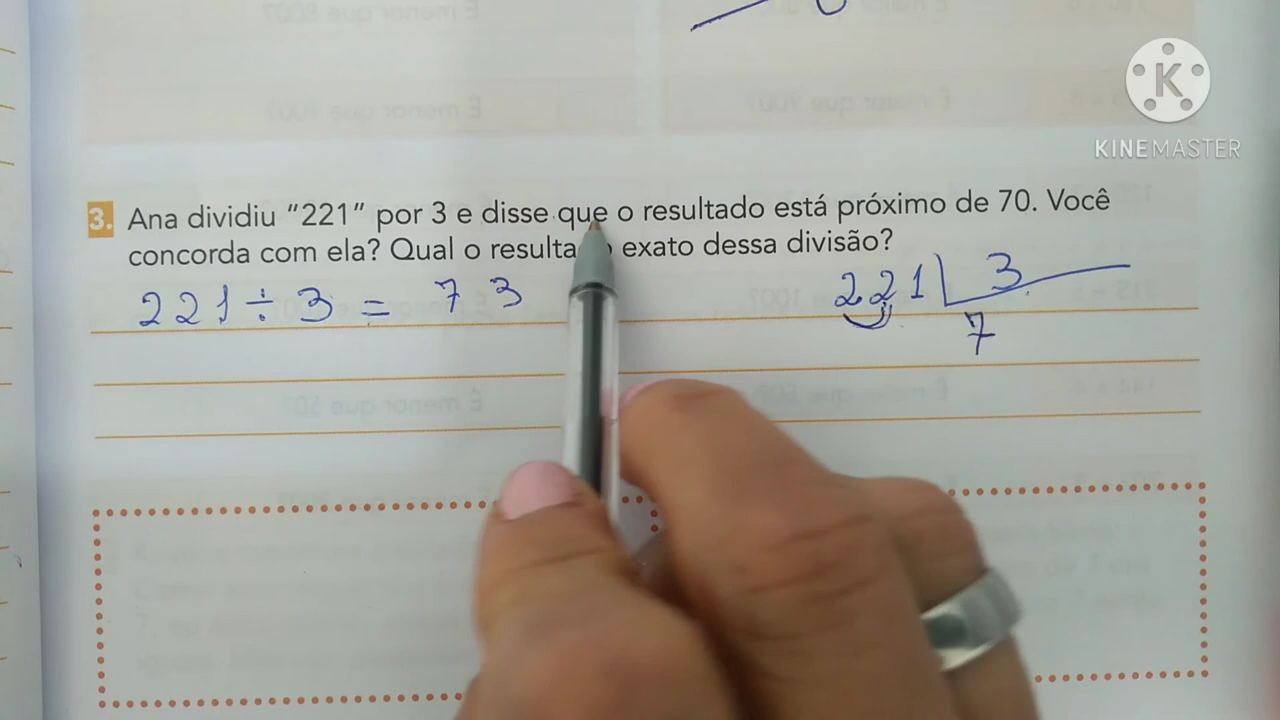 K
KINEMASTER
3. Ana dividiu “221” por 3 e disse que o resultado está próximo de 70. Você
concorda com ela? Qual o resulta o exato dessa divisão?
221 ÷ 3 = 73
221 3
7